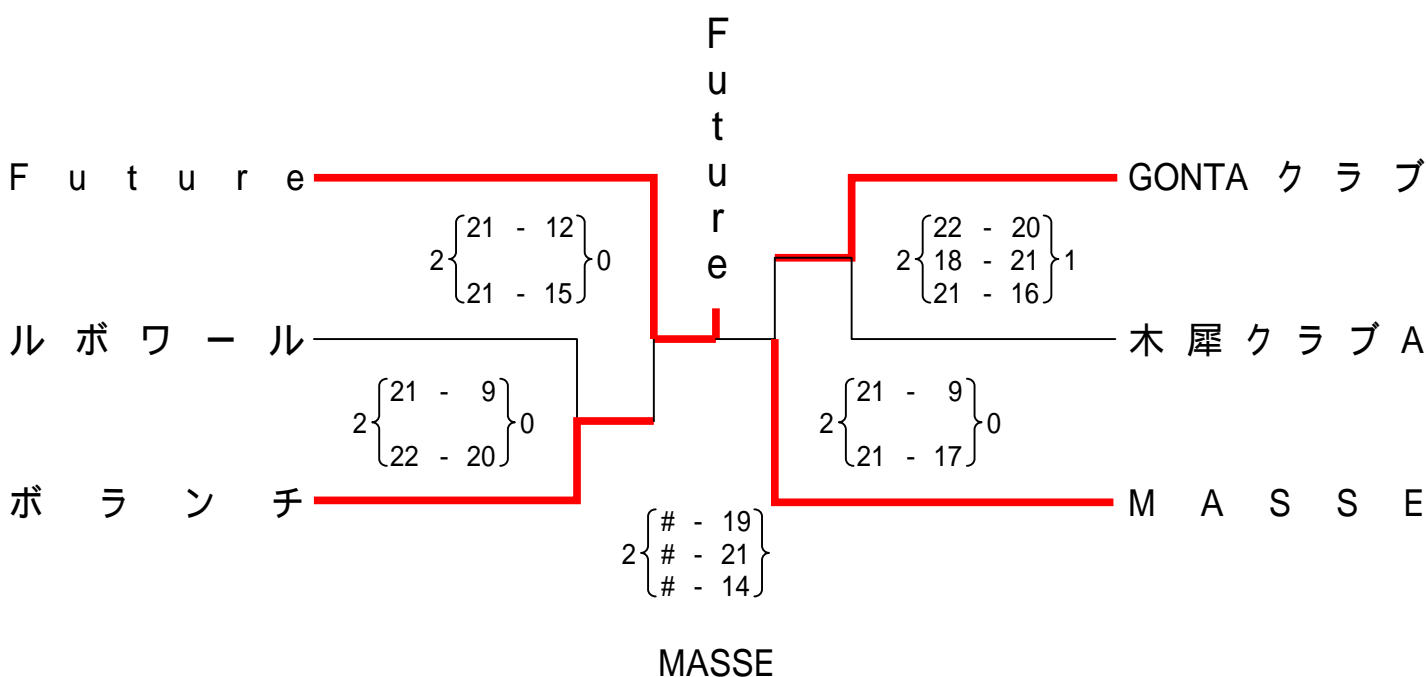 Future
Future
GONTA クラブ
2 21 - 12 0
21 - 15
2 22 - 20 1
18 - 21
21 - 16
ルボワール
木犀クラブA
2 21 - 9 0
22 - 20
2 21 - 9 0
21 - 17
ボランチ
MASSE
2 # - 19
# - 21
# - 14
MASSE